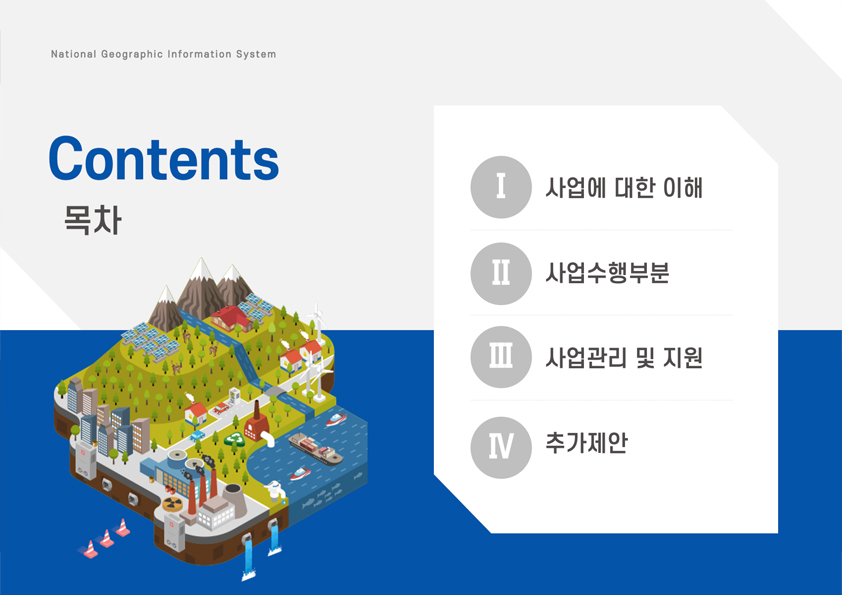 National Geographic Information System
Contents
목차
Ⅰ 사업에 대한 이해
Ⅱ 사업수행부분
Ⅲ 사업관리 및 지원
Ⅳ 추가제안